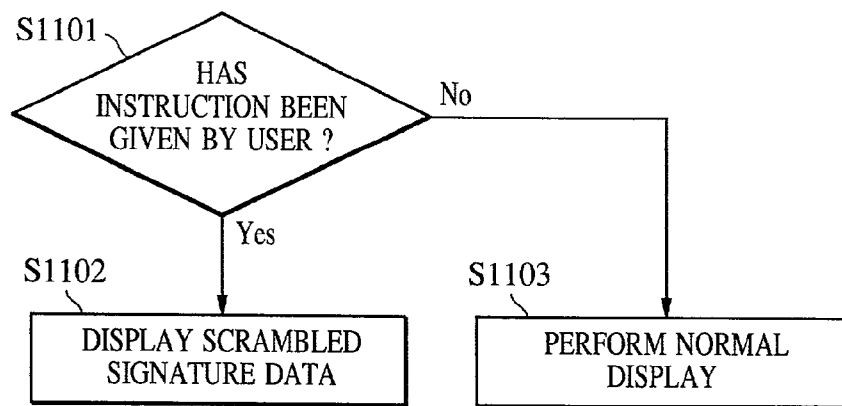 S1101
HAS
INSTRUCTION BEEN
GIVEN BY USER ?
No
Yes
S1102
DISPLAY SCRAMBLED
SIGNATURE DATA
S1103
PERFORM NORMAL
DISPLAY